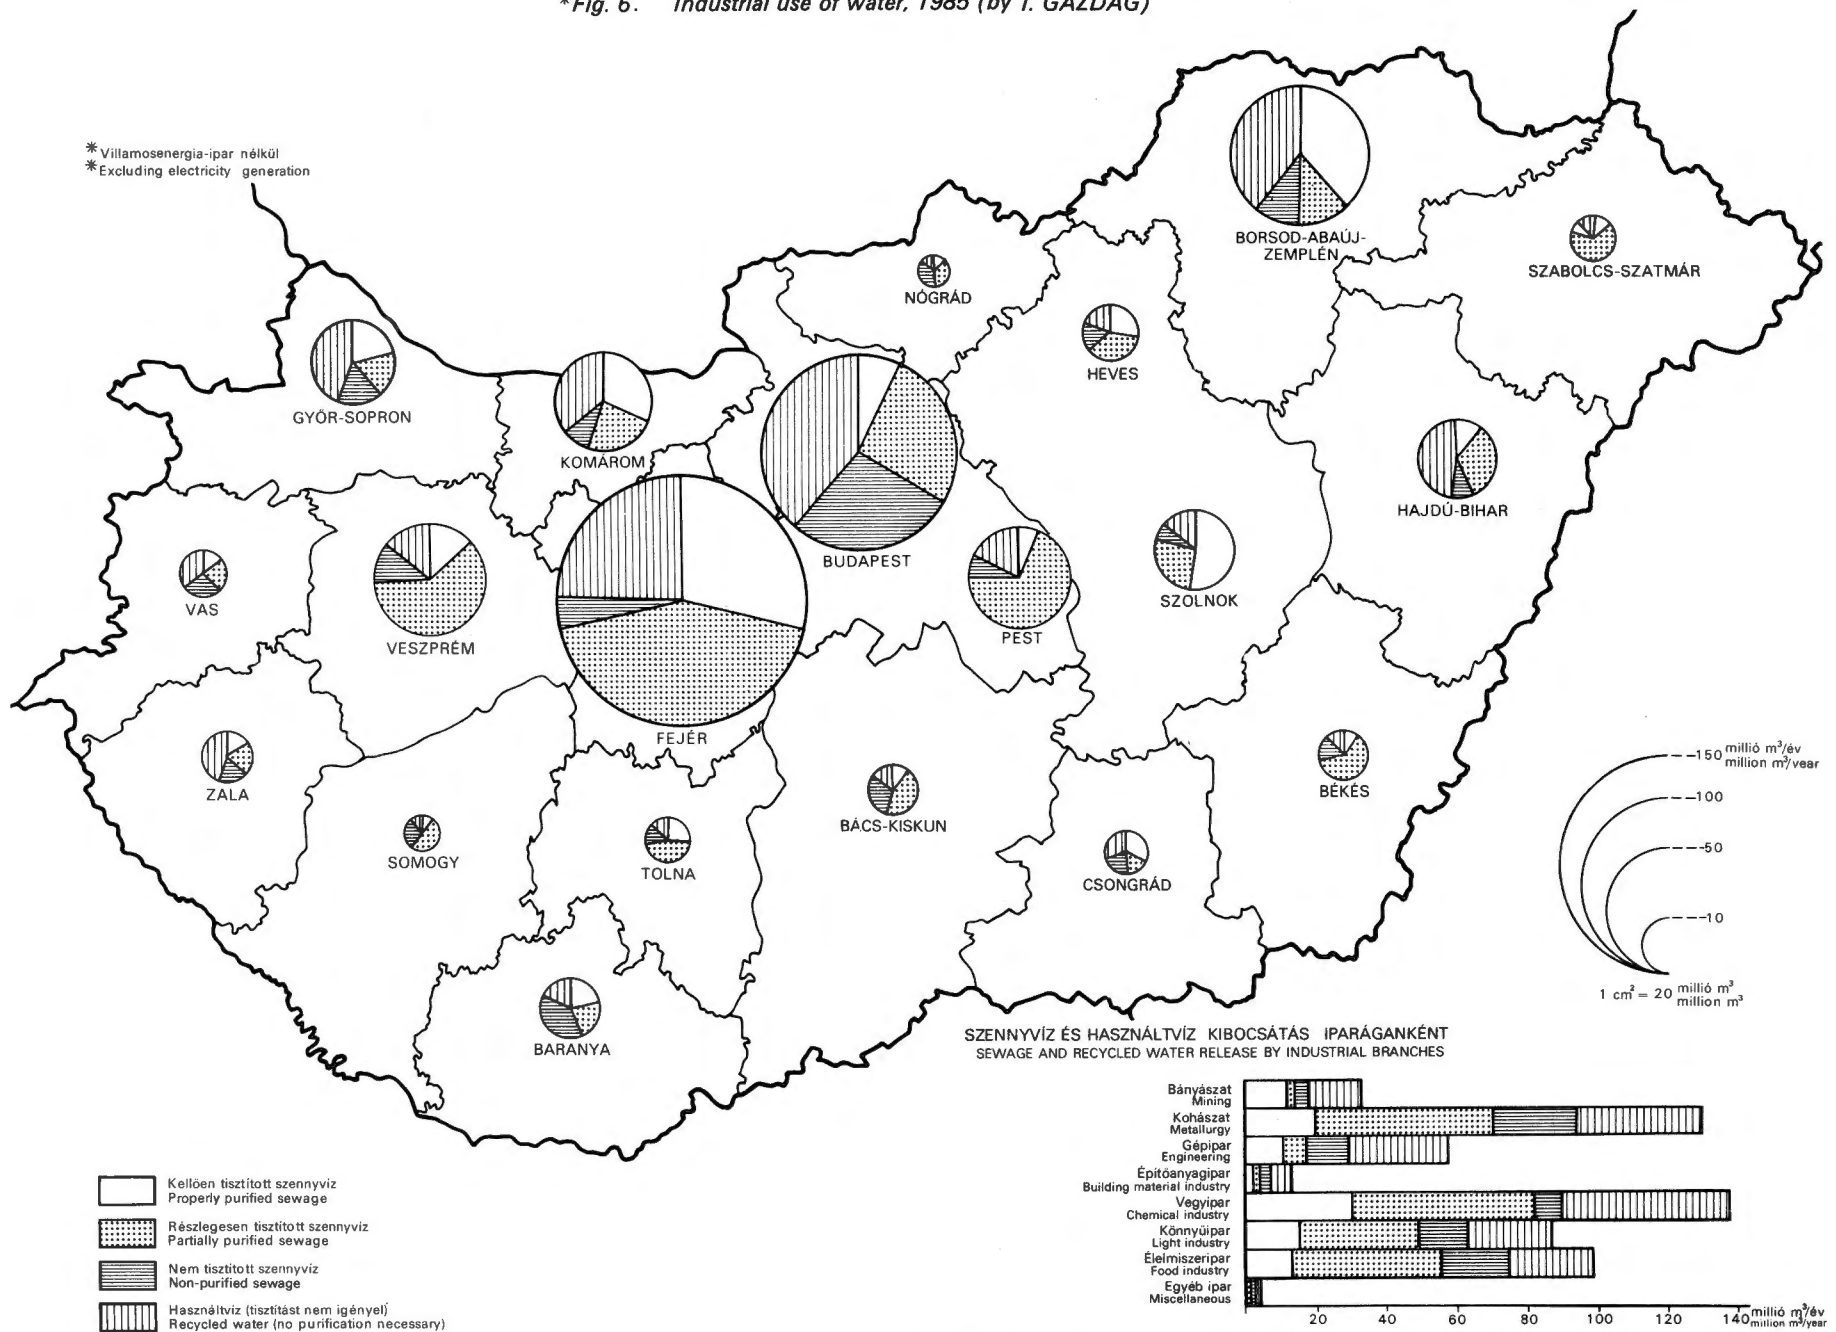 *Fig. 6. Industrial use of water, 1985 (by I. GAZDAG)
*Villamosenergia-ipar nélkül
*Excluding electricity generation
BORSOD-ABAÚJ-
ZEMPLÉN
SZABOLCS-SZATMÁR
NÓGRÁD
HEVES
GYŐR-SOPRON
KOMÁROM
BUDAPEST
HAJDÚ-BIHAR
VAS
VESZPRÉM
SZOLNOK
PEST
FEJÉR
ZALA
SOMOGY
TOLNA
BÁCS-KISKUN
BÉKÉS
CSONGRÁD
BARANYA
150 millió m³/év
million m³/year
100
50
10
1 cm² = 20 millió m³
million m³
SZENNYVÍZ ÉS HASZNÁLTVÍZ KIBOCSÁTÁS IPARÁGANKÉNT
SEWAGE AND RECYCLED WATER RELEASE BY INDUSTRIAL BRANCHES
Bányászat
Mining
Kohászat
Metallurgy
Gépipar
Engineering
Építőanyagipar
Building material industry
Vegyipar
Chemical industry
Könnyűipar
Light industry
Élelmiszeripar
Food industry
Egyéb ipar
Miscellaneous
20 40 60 80 100 120 140 millió m³/év
million m³/year
Kellően tisztított szennyvíz
Properly purified sewage
Részlegesen tisztított szennyvíz
Partially purified sewage
Nem tisztított szennyvíz
Non-purified sewage
Használtvíz (tisztítást nem igényel)
Recycled water (no purification necessary)